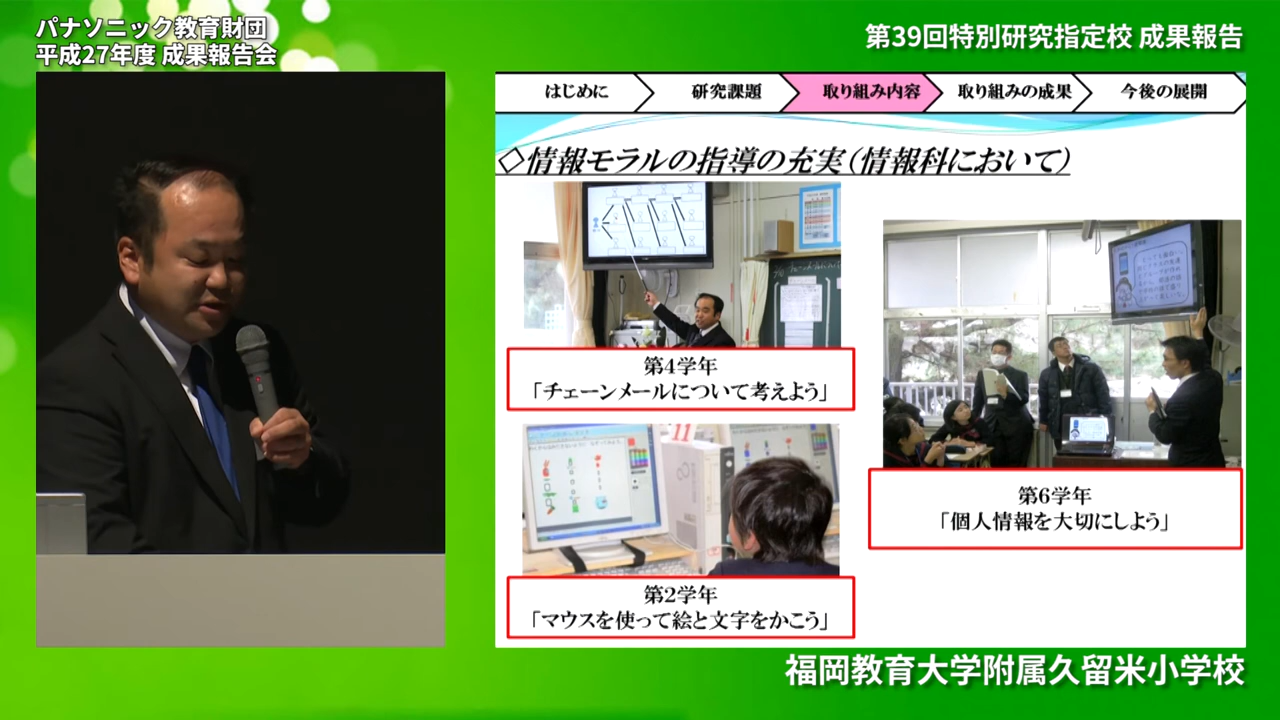 パナソニック教育財団
平成27年度 成果報告会
第39回特別研究指定校 成果報告
はじめに
研究課題
取り組み内容
取り組みの成果
今後の展開
◇情報モラルの指導の充実(情報科において)
第4学年
「チェーンメールについて考えよう」
11
第2学年
「マウスを使って絵と文字をかこう」
第6学年
「個人情報を大切にしよう」
福岡教育大学附属久留米小学校